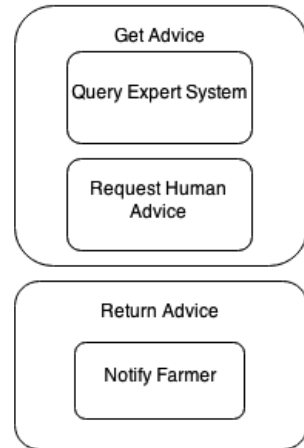 Get Advice
Query Expert System
Request Human
Advice
Return Advice
Notify Farmer